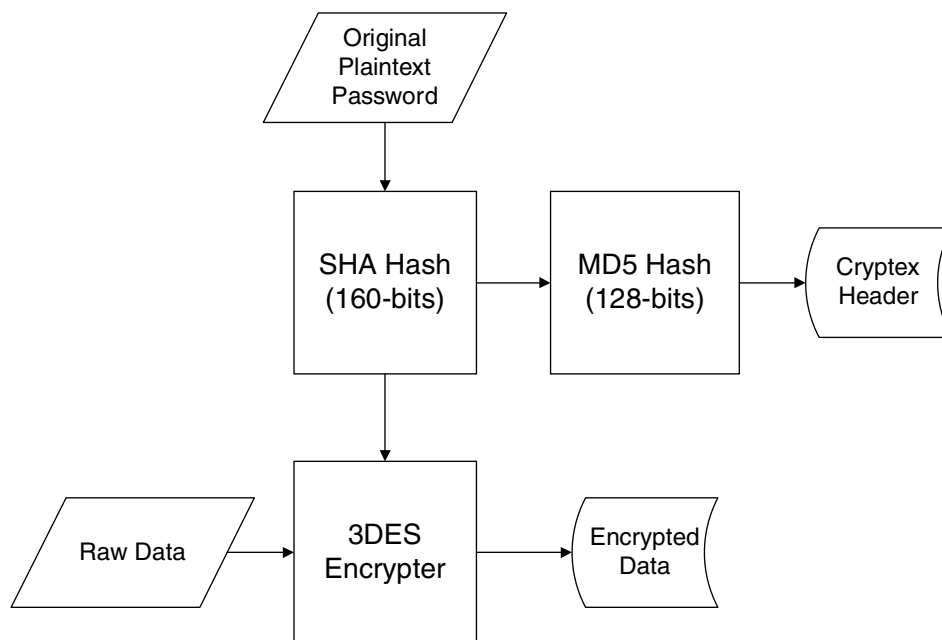 Original
Plaintext
Password
SHA Hash
(160-bits)
MD5 Hash
(128-bits)
Cryptex
Header
Raw Data
3DES
Encrypter
Encrypted
Data